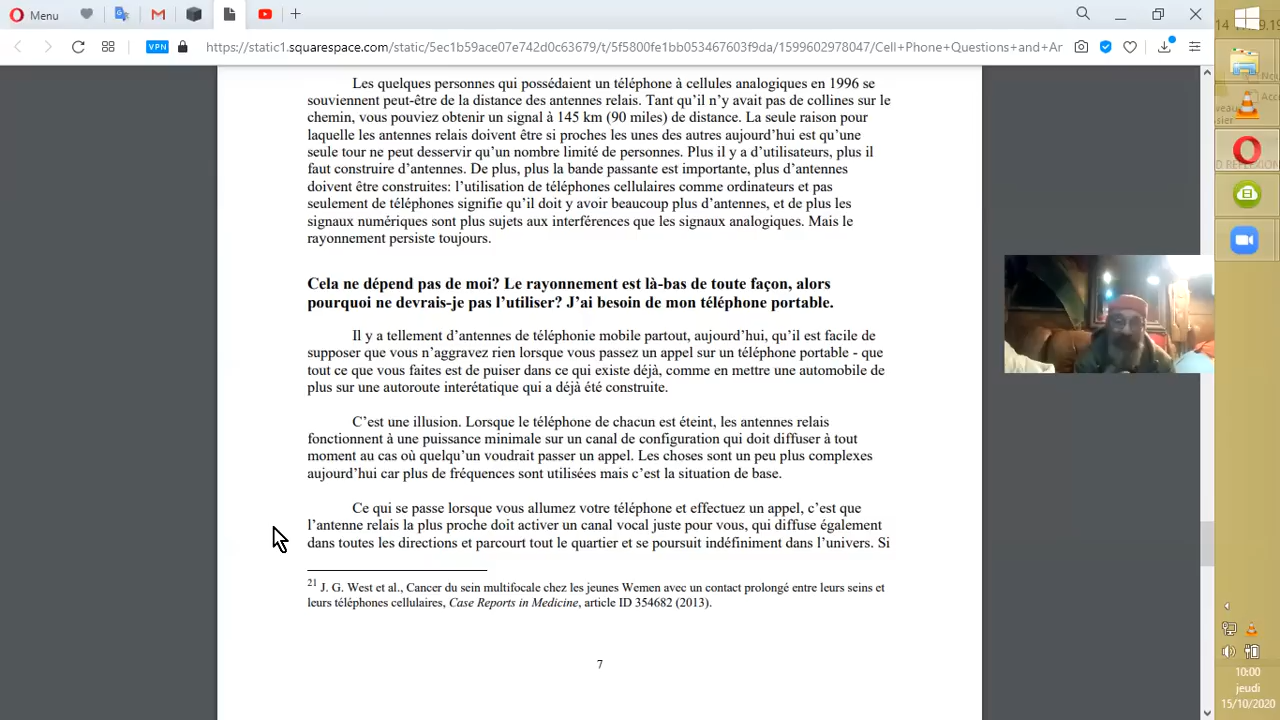 Menu
VPN
https://static1.squarespace.com/static/5ec1b59ace87e742d0c63679/t/5f5800fe1bb053467603f9da/1599602978047/Cell+Phone+Questions+and+Ar
Les quelques personnes qui possédaient un téléphone à cellules analogiques en 1996 se
souviennent peut-être de la distance des antennes relais. Tant qu'il n'y avait pas de collines sur le
chemin, vous pouviez obtenir un signal à 145 km (90 miles) de distance. La seule raison pour
laquelle les antennes relais doivent être si proches les unes des autres aujourd'hui est qu'une
seule tour ne peut desservir qu'un nombre limité de personnes. Plus il y a d'utilisateurs, plus il
faut construire d'antennes. De plus, plus la bande passante est importante, plus d'antennes
doivent être construites: l'utilisation de téléphones cellulaires comme ordinateurs et pas
seulement de téléphones signifie qu'il doit y avoir beaucoup plus d'antennes, et de plus les
signaux numériques sont plus sujets aux interférences que les signaux analogiques. Mais le
rayonnement persiste toujours.
Cela ne dépend pas de moi? Le rayonnement est là-bas de toute façon, alors
pourquoi ne devrais-je pas l'utiliser? J'ai besoin de mon téléphone portable.
Il y a tellement d'antennes de téléphonie mobile partout, aujourd'hui, qu'il est facile de
supposer que vous n'aggravez rien lorsque vous passez un appel sur un téléphone portable - que
tout ce que vous faites est de puiser dans ce qui existe déjà, comme en mettre une automobile de
plus sur une autoroute interétatique qui a déjà été construite.
C'est une illusion. Lorsque le téléphone de chacun est éteint, les antennes relais
fonctionnent à une puissance minimale sur un canal de configuration qui doit diffuser à tout
moment au cas où quelqu'un voudrait passer un appel. Les choses sont un peu plus complexes
aujourd'hui car plus de fréquences sont utilisées mais c'est la situation de base.
Ce qui se passe lorsque vous allumez votre téléphone et effectuez un appel, c'est que
l'antenne relais la plus proche doit activer un canal vocal juste pour vous, qui diffuse également
dans toutes les directions et parcourt tout le quartier et se poursuit indéfiniment dans l'univers. Si
21 J. G. West et al., Cancer du sein multifocale chez les jeunes Wemen avec un contact prolongé entre leurs seins et
leurs téléphones cellulaires, Case Reports in Medicine, article ID 354682 (2013).
7
10:00
jeudi
15/10/2020